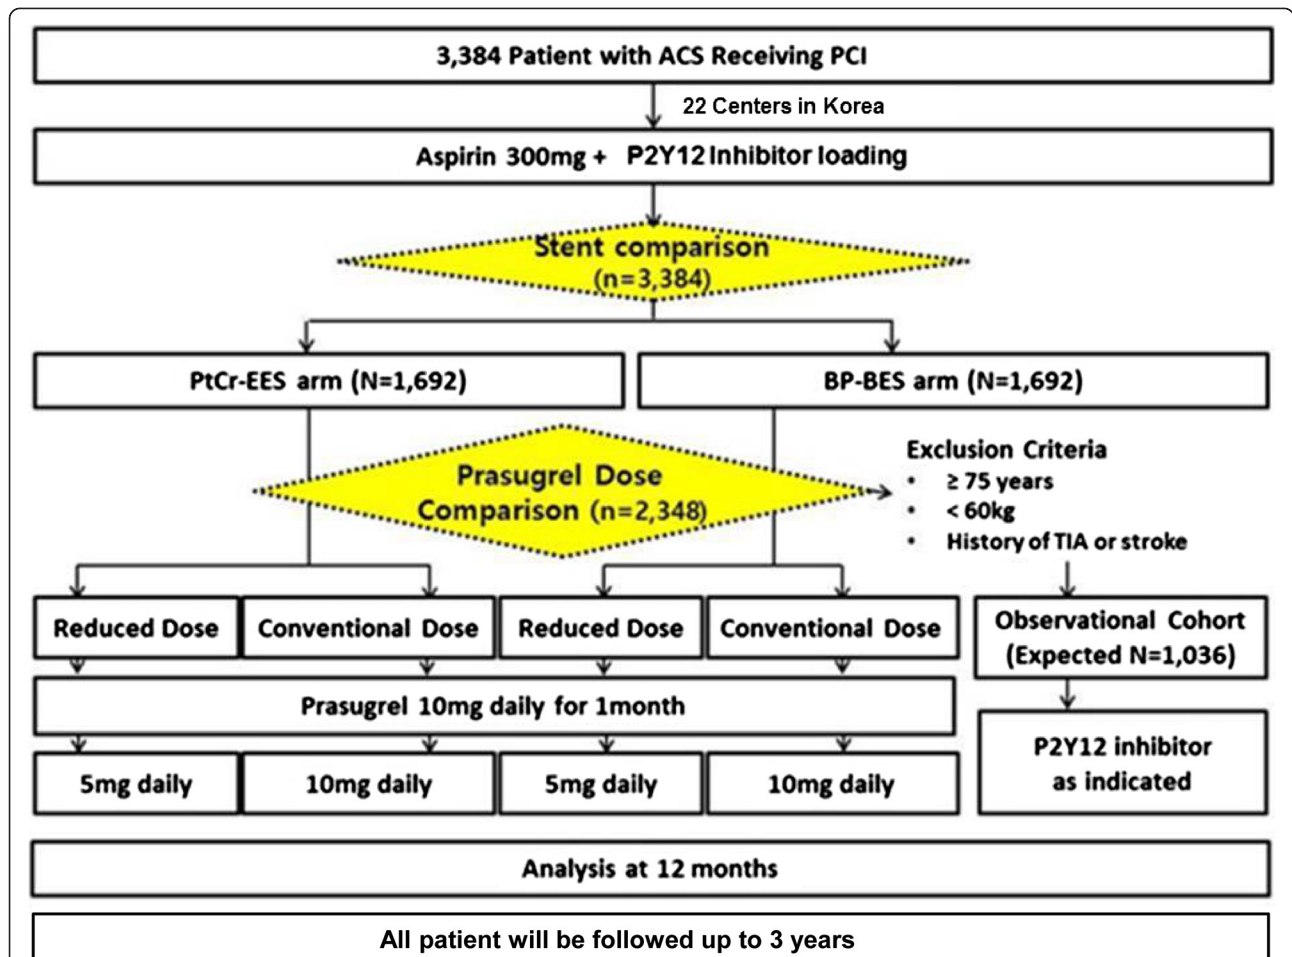 3,384 Patient with ACS Receiving PCI
22 Centers in Korea
Aspirin 300mg + P2Y12 Inhibitor loading
Stent comparison
(n=3,384)
PtCr-EES arm (N=1,692)
BP-BES arm (N=1,692)
Prasugrel Dose
Comparison (n=2,348)
Exclusion Criteria
• ≥ 75 years
• < 60kg
• History of TIA or stroke
Reduced Dose
Conventional Dose
Reduced Dose
Conventional Dose
Observational Cohort
(Expected N=1,036)
Prasugrel 10mg daily for 1month
5mg daily
10mg daily
5mg daily
10mg daily
P2Y12 inhibitor
as indicated
Analysis at 12 months
All patient will be followed up to 3 years